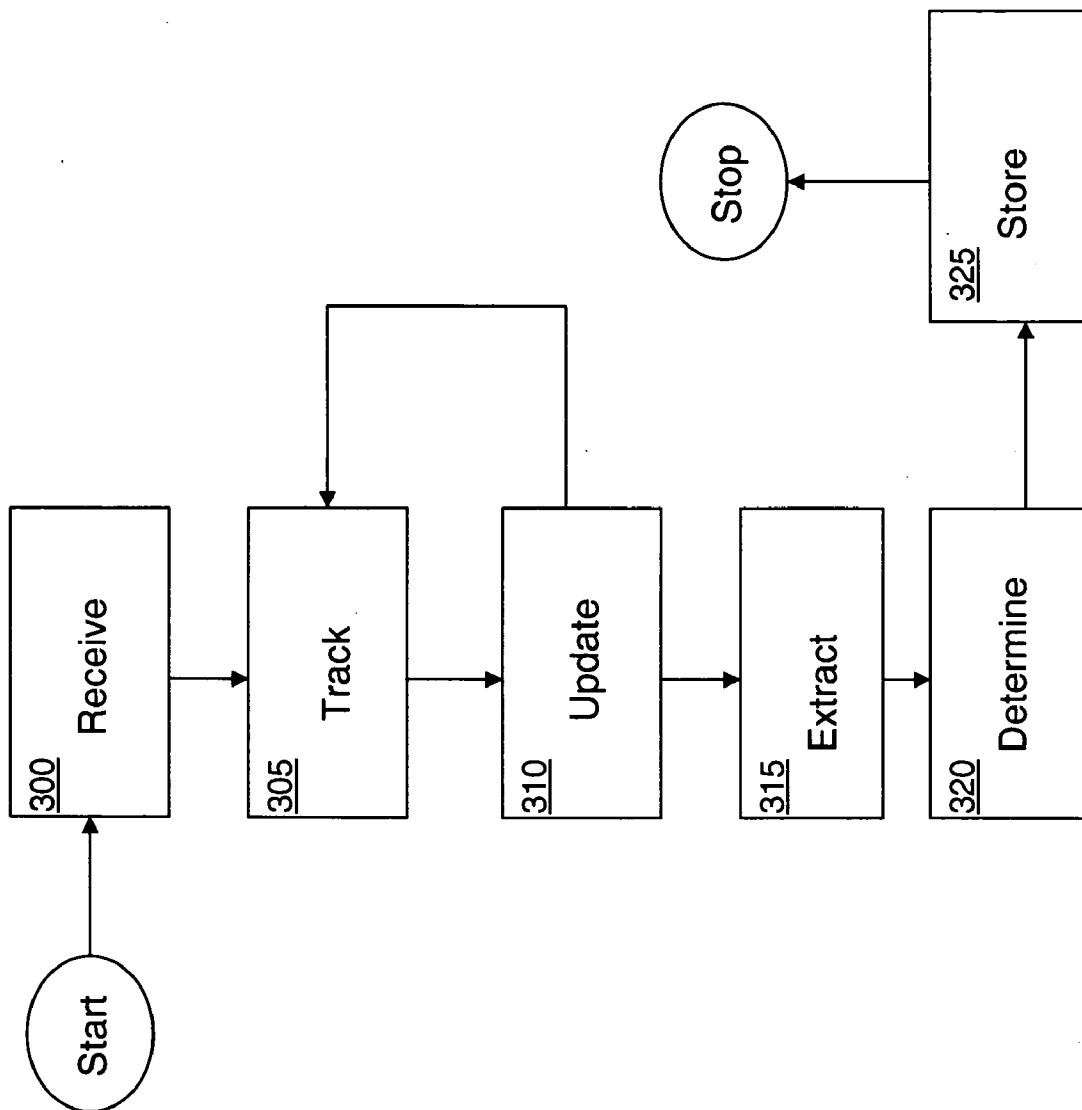 Start
300
Receive
305
Track
310
Update
315
Extract
320
Determine
325
Store
Stop